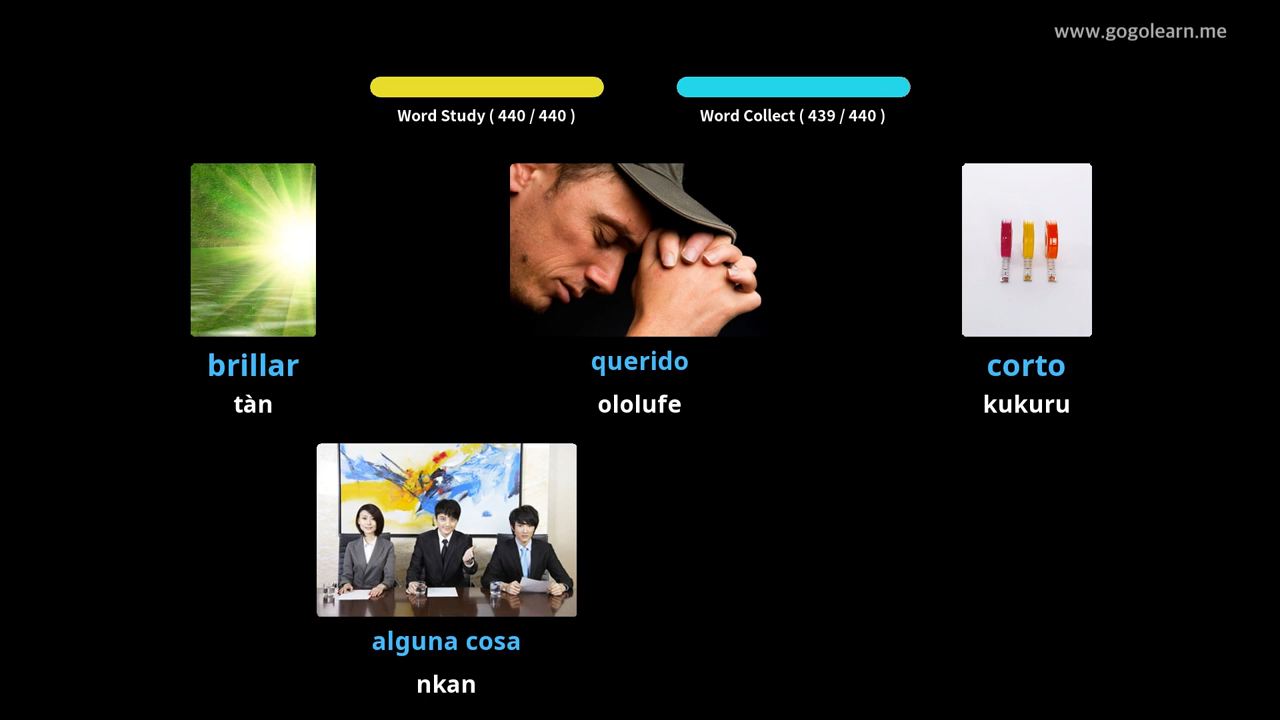 www.gogolearn.me
Word Study ( 440 / 440 )
Word Collect ( 439 / 440 )
brillar
querido
corto
tàn
ololufe
kukuru
alguna cosa
nkan